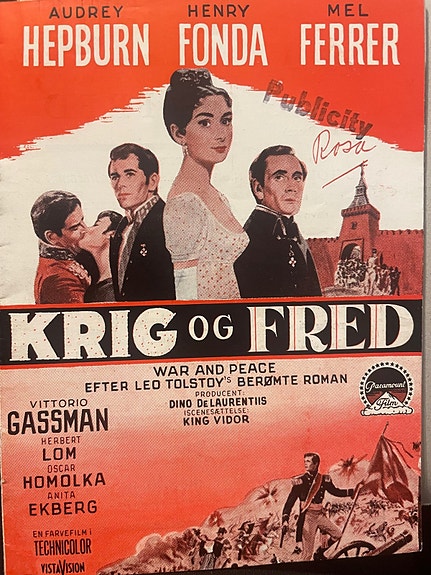 AUDREY HENRY MEL
HEPBURN FONDA FERRER
Publicity
Rosa
KRIG OG FRED
WAR AND PEACE
EFTER LEO TOLSTOY's BERØMTE ROMAN
PRODUCENT:
DINO DeLAURENTIIS
ISCENESÆTTELSE:
KING VIDOR
Paramount
Film
VITTORIO
GASSMAN
HERBERT
LOM
OSCAR
HOMOLKA
ANITA
EKBERG
EN FARVEFILM I
TECHNICOLOR
VISTAVISION